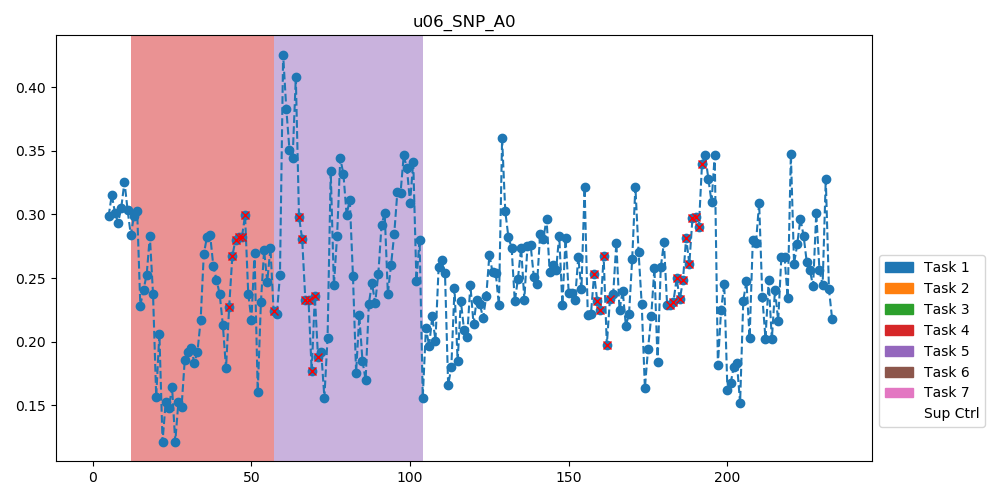 u06_SNP_A0
0.40
0.35
0.30
0.25
0.20
0.15
0
50
100
150
200
Task 1
Task 2
Task 3
Task 4
Task 5
Task 6
Task 7
Sup Ctrl